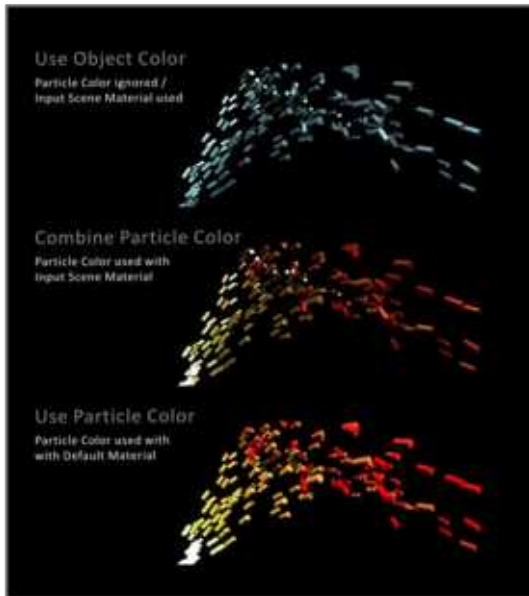 Use Object Color
Particle Color ignored /
Input Scene Material used
Combine Particle Color
Particle Color used with
Input Scene Material
Use Particle Color
Particle Color used with
with Default Material